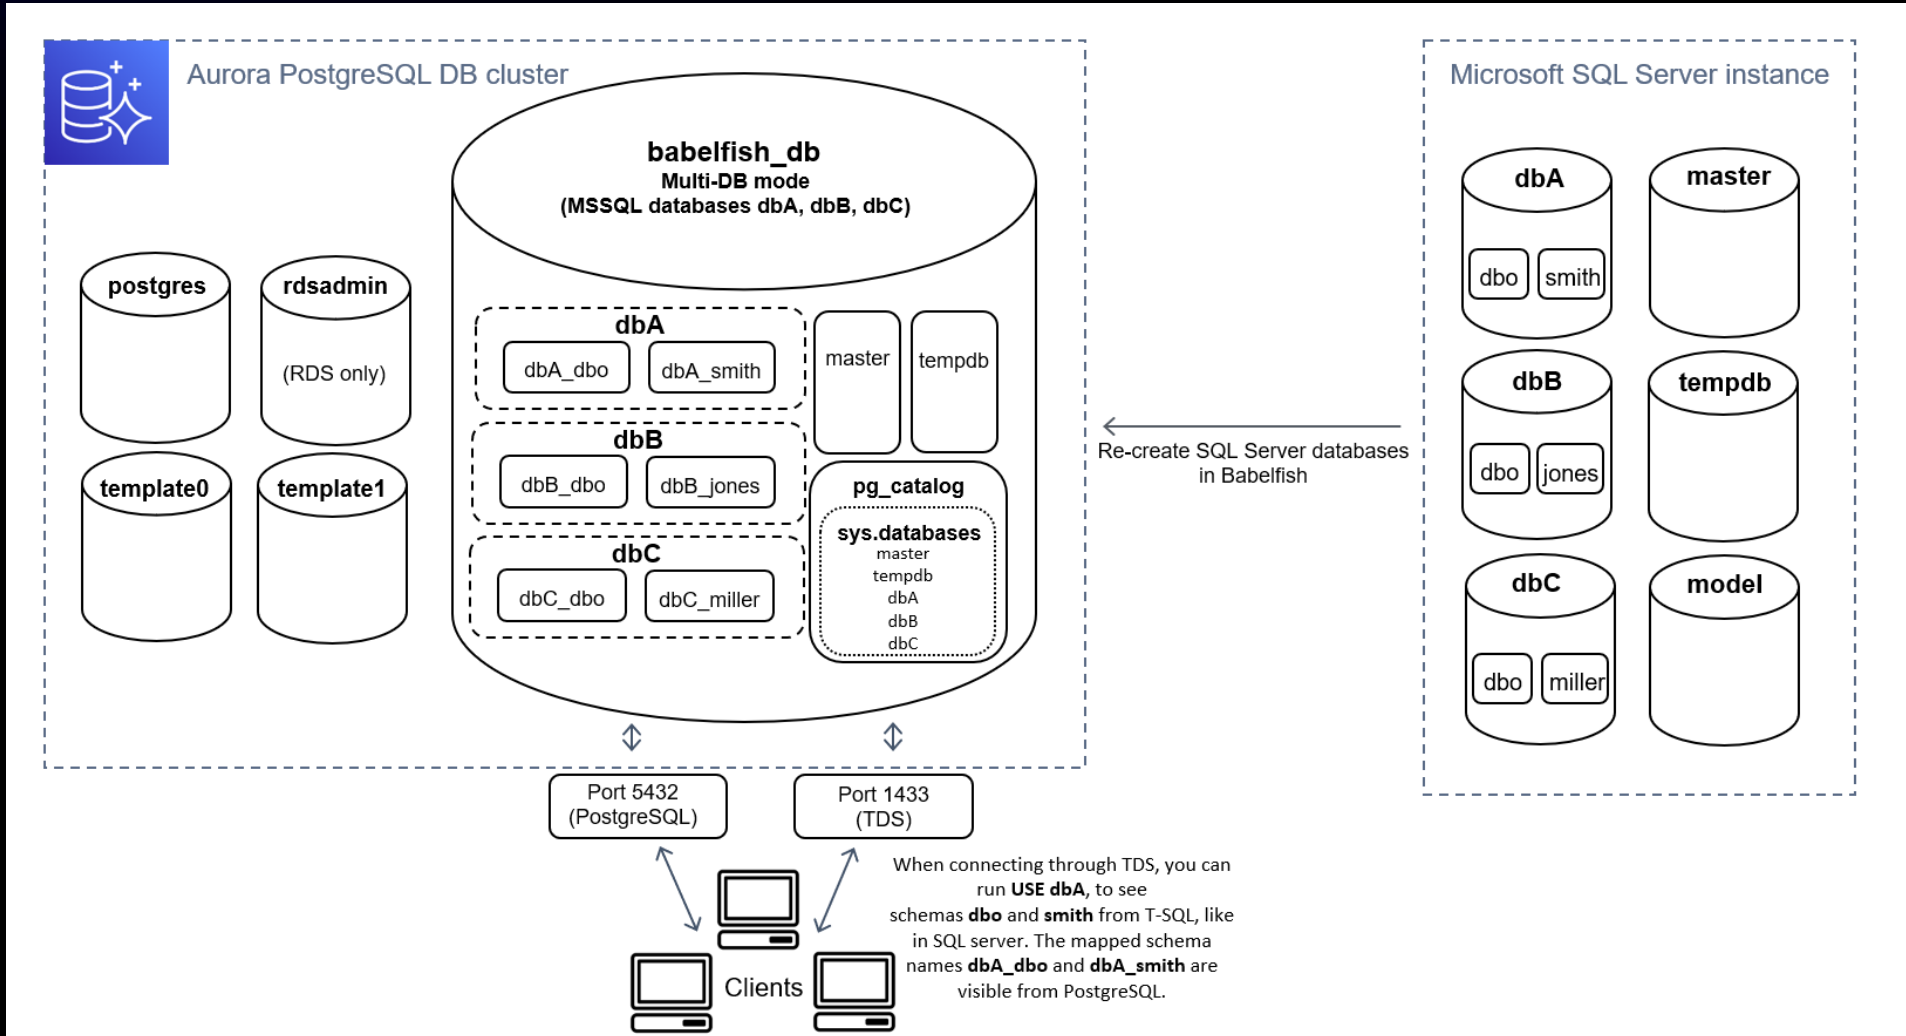 Aurora PostgreSQL DB cluster
babelfish_db
Multi-DB mode
(MSSQL databases dbA, dbB, dbC)
postgres
rdsadmin
(RDS only)
template0
template1
dbA
dbA_dbo
dbA_smith
dbB
dbB_dbo
dbB_jones
dbC
dbC_dbo
dbC_miller
master
tempdb
pg_catalog
sys.databases
master
tempdb
dbA
dbB
dbC
Re-create SQL Server databases
in Babelfish
Microsoft SQL Server instance
dbA
dbo
smith
master
dbB
dbo
jones
tempdb
dbC
dbo
miller
model
Port 5432
(PostgreSQL)
Port 1433
(TDS)
Clients
When connecting through TDS, you can
run USE dbA, to see
schemas dbo and smith from T-SQL, like
in SQL server. The mapped schema
names dbA_dbo and dbA_smith are
visible from PostgreSQL.